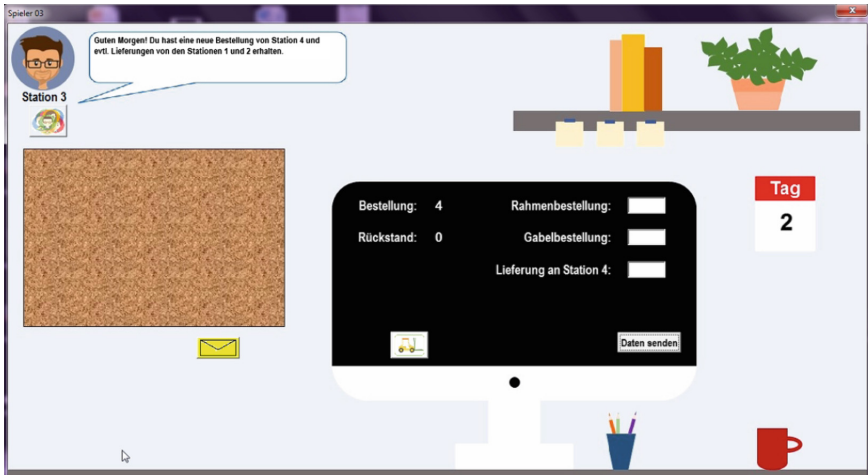 Spieler 03
Guten Morgen! Du hast eine neue Bestellung von Station 4 und
evtl. Lieferungen von den Stationen 1 und 2 erhalten.
Station 3
Bestellung: 4
Rahmenbestellung:
Rückstand: 0
Gabelbestellung:
Lieferung an Station 4:
Daten senden
Tag
2